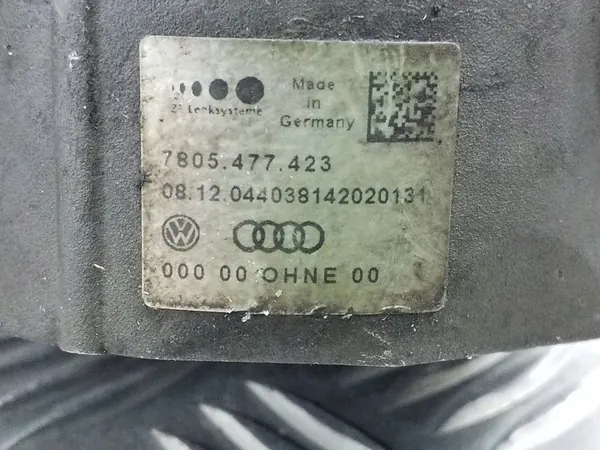 Made
in
Germany
ZF Lenksysteme
7805.477.423
08.12.044038142020131
000 00 OHNE 00